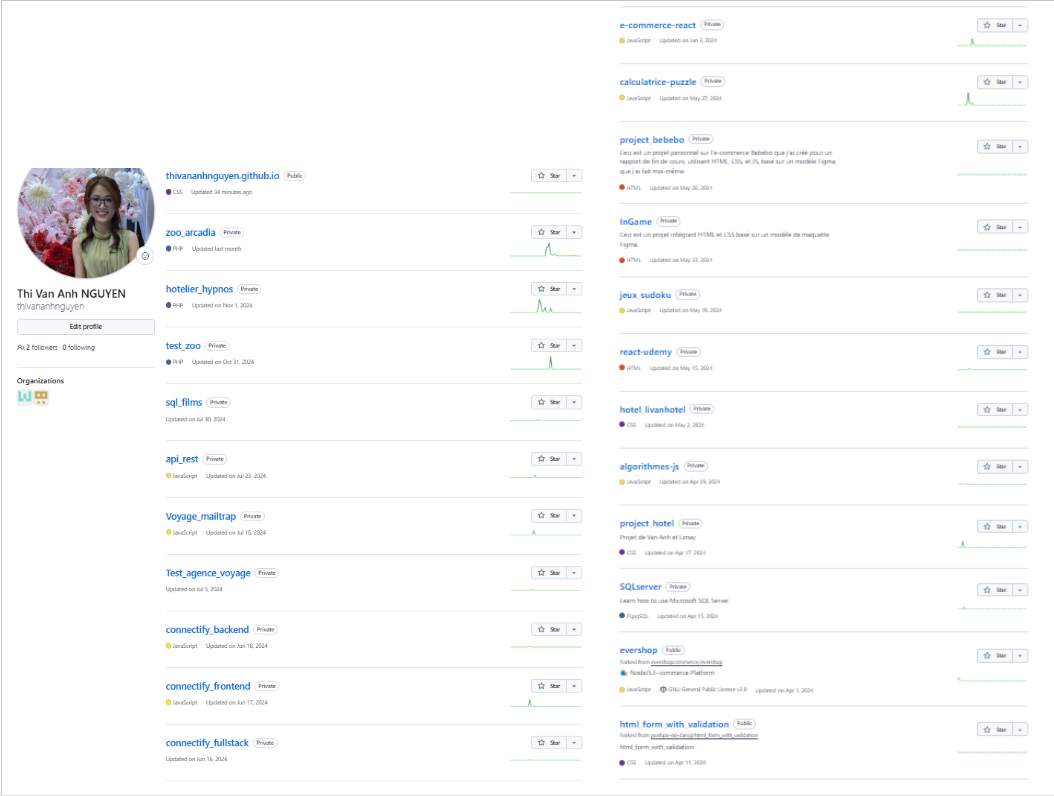 Thi Van Anh NGUYEN
thivananhnguyen
Edit profile
2 followers · 0 following
Organizations
thivananhnguyen.github.io Public
Star
CSS Updated 34 minutes ago
zoo_arcadia Private
Star
PHP Updated last month
hotelier_hypnos Private
Star
PHP Updated on Nov 1, 2024
test_zoo Private
Star
PHP Updated on Oct 31, 2024
sql_films Private
Star
Updated on Jul 30, 2024
api_rest Private
Star
JavaScript Updated on Jul 23, 2024
Voyage_mailtrap Private
Star
JavaScript Updated on Jul 16, 2024
Test_agence_voyage Private
Star
Updated on Jul 5, 2024
connectify_backend Private
Star
JavaScript Updated on Jun 18, 2024
connectify_frontend Private
Star
JavaScript Updated on Jun 17, 2024
connectify_fullstack Private
Star
Updated on Jun 16, 2024
e-commerce-react Private
Star
JavaScript Updated on Jun 3, 2024
calculatrice-puzzle Private
Star
JavaScript Updated on May 27, 2024
project_bebebo Private
Star
Ceci est un projet personnel sur l'e-commerce Bebebo que j'ai créé pour un
rapport de fin de cours, utilisant HTML, CSS, et JS, basé sur un modèle Figma
que j'ai fait moi-même.
HTML Updated on May 26, 2024
InGame Private
Star
Ceci est un projet intégrant HTML et CSS basé sur un modèle de maquette
Figma.
HTML Updated on May 23, 2024
jeux_sudoku Private
Star
JavaScript Updated on May 19, 2024
react-udemy Private
Star
HTML Updated on May 15, 2024
hotel_livanhotel Private
Star
CSS Updated on May 2, 2024
algorithmes-js Private
Star
JavaScript Updated on Apr 29, 2024
project_hotel Private
Star
Projet de Van Anh et Limay
CSS Updated on Apr 17, 2024
SQLserver Private
Star
Learn how to use Microsoft SQL Server
PLpgSQL Updated on Apr 15, 2024
evershop Public
Star
Forked from evershopcommerce/evershop
NodeJS E-commerce Platform
JavaScript GNU General Public License v3.0 Updated on Apr 1, 2024
html_form_with_validation Public
Star
Forked from /html_form_with_validation
html_form_with_validation
CSS Updated on Apr 11, 2020